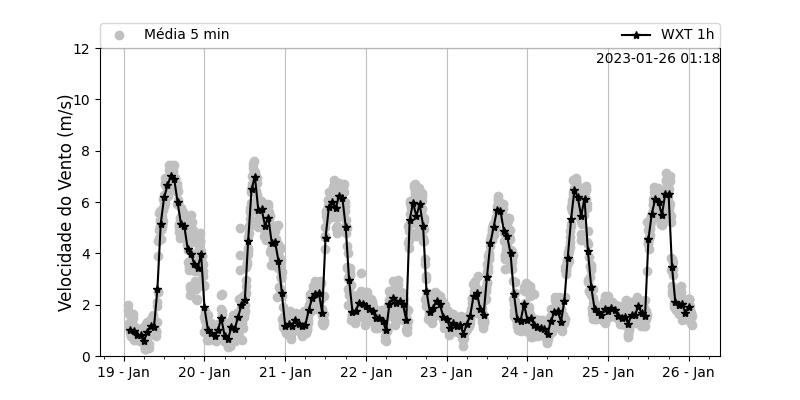 Média 5 min
WXT 1h
2023-01-26 01:18
Velocidade do Vento (m/s)
12
10
8
6
4
2
0
19 - Jan
20 - Jan
21 - Jan
22 - Jan
23 - Jan
24 - Jan
25 - Jan
26 - Jan